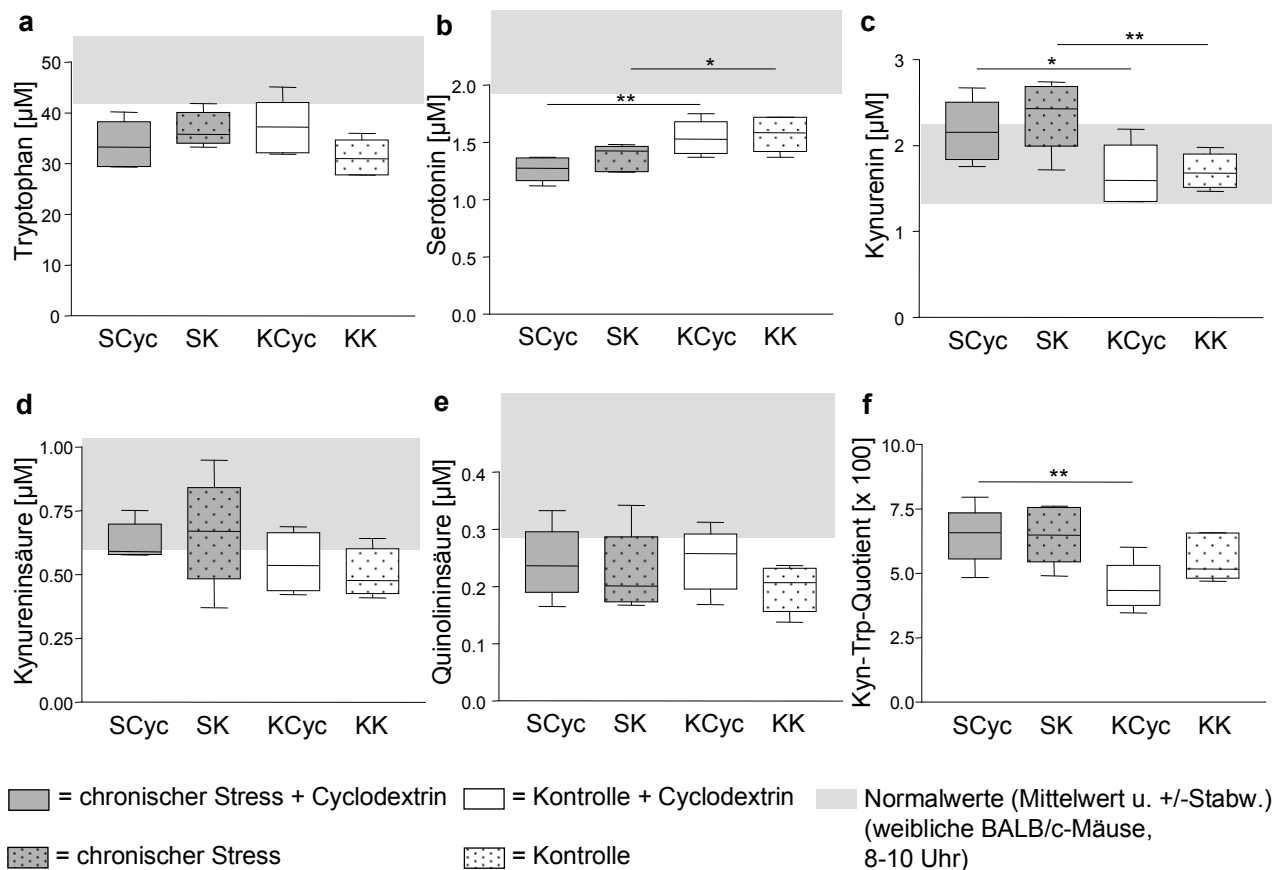 a
Tryptophan [µM]
50
40
30
20
10
0
SCyc SK KCyc KK
b
Serotonin [µM]
2.0
1.5
1.0
0.5
0.0
**
*
SCyc SK KCyc KK
c
Kynurenin [µM]
3
2
1
0
*
**
SCyc SK KCyc KK
d
Kynureninsäure [µM]
1.00
0.75
0.50
0.25
0.00
SCyc SK KCyc KK
e
Quinolininsäure [µM]
0.4
0.3
0.2
0.3
0.0
SCyc SK KCyc KK
f
Kyn-Trp-Quotient [x 100]
10.0
7.5
5.0
2.5
0.0
**
SCyc SK KCyc KK
= chronischer Stress + Cyclodextrin
= Kontrolle + Cyclodextrin
= chronischer Stress
= Kontrolle
Normalwerte (Mittelwert u. +/-Stabw.)
(weibliche BALB/c-Mäuse,
8-10 Uhr)